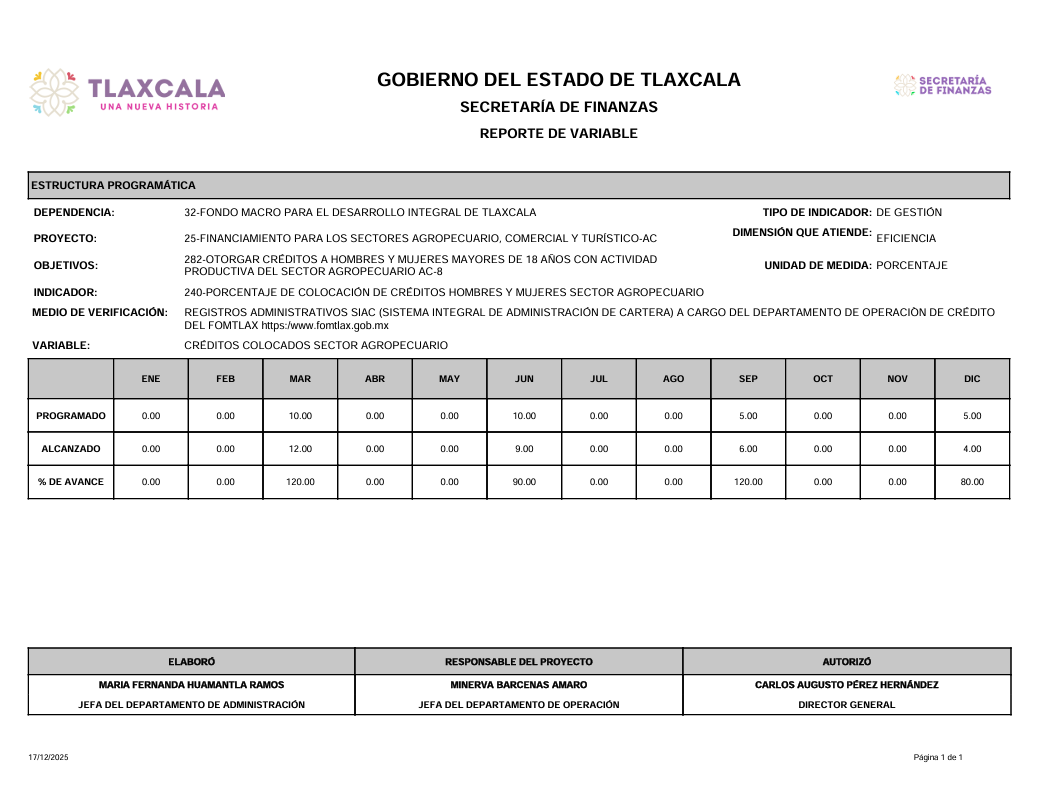 TLAXCALA
UNA NUEVA HISTORIA
GOBIERNO DEL ESTADO DE TLAXCALA
SECRETARÍA DE FINANZAS
REPORTE DE VARIABLE
SECRETARÍA
DE FINANZAS
ESTRUCTURA PROGRAMÁTICA
DEPENDENCIA: 32-FONDO MACRO PARA EL DESARROLLO INTEGRAL DE TLAXCALA TIPO DE INDICADOR: DE GESTIÓN
PROYECTO: 25-FINANCIAMIENTO PARA LOS SECTORES AGROPECUARIO, COMERCIAL Y TURÍSTICO-AC DIMENSIÓN QUE ATIENDE: EFICIENCIA
OBJETIVOS: 282-OTORGAR CRÉDITOS A HOMBRES Y MUJERES MAYORES DE 18 AÑOS CON ACTIVIDAD
PRODUCTIVA DEL SECTOR AGROPECUARIO AC-8 UNIDAD DE MEDIDA: PORCENTAJE
INDICADOR: 240-PORCENTAJE DE COLOCACIÓN DE CRÉDITOS HOMBRES Y MUJERES SECTOR AGROPECUARIO
MEDIO DE VERIFICACIÓN: REGISTROS ADMINISTRATIVOS SIAC (SISTEMA INTEGRAL DE ADMINISTRACIÓN DE CARTERA) A CARGO DEL DEPARTAMENTO DE OPERACIÒN DE CRÉDITO
DEL FOMTLAX https:/www.fomtlax.gob.mx
VARIABLE: CRÉDITOS COLOCADOS SECTOR AGROPECUARIO
ENE FEB MAR ABR MAY JUN JUL AGO SEP OCT NOV DIC
PROGRAMADO 0.00 0.00 10.00 0.00 0.00 10.00 0.00 0.00 5.00 0.00 0.00 5.00
ALCANZADO 0.00 0.00 12.00 0.00 0.00 9.00 0.00 0.00 6.00 0.00 0.00 4.00
% DE AVANCE 0.00 0.00 120.00 0.00 0.00 90.00 0.00 0.00 120.00 0.00 0.00 80.00
ELABORÓ RESPONSABLE DEL PROYECTO AUTORIZÓ
MARIA FERNANDA HUAMANTLA RAMOS MINERVA BARCENAS AMARO CARLOS AUGUSTO PÉREZ HERNÁNDEZ
JEFA DEL DEPARTAMENTO DE ADMINISTRACIÓN JEFA DEL DEPARTAMENTO DE OPERACIÓN DIRECTOR GENERAL
17/12/2025 Página 1 de 1